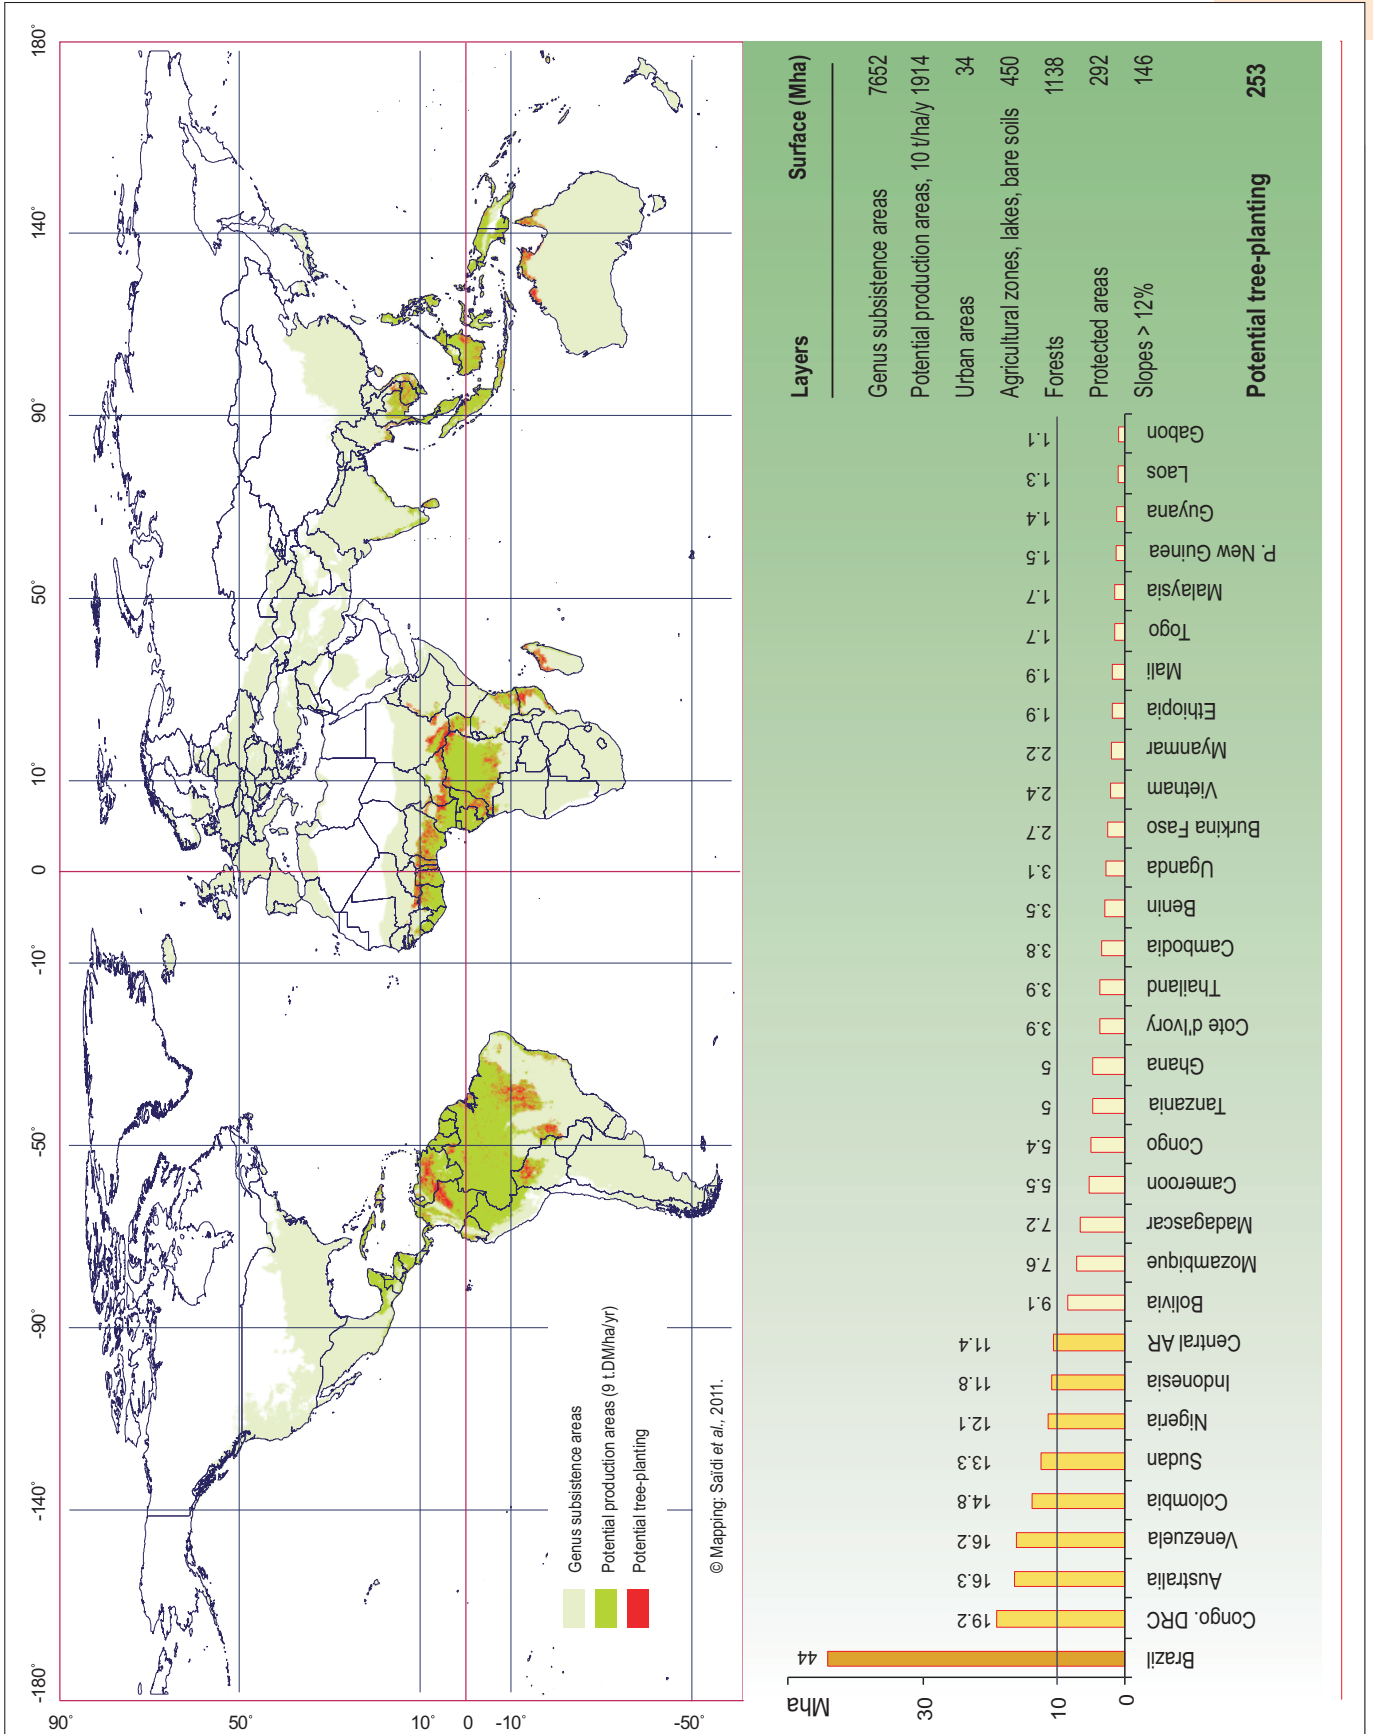 180°
140°
90°
50°
10°
0
-10°
-50°
-90°
-140°
-180°
90°
50°
10°
0
-10°
-50°
Genus subsistence areas
Potential production areas (9 t.DM/ha/yr)
Potential tree-planting
© Mapping: Saïdi et al., 2011.
Layers Surface (Mha)
Genus subsistence areas 7652
Potential production areas, 10 t/ha/y 1914
Urban areas 34
Agricultural zones, lakes, bare soils 450
Forests 1138
Protected areas 292
Slopes > 12% 146
Potential tree-planting 253
Mha
30
10
0
44
19.2
16.3
16.2
14.8
13.3
12.1
11.8
11.4
9.1
7.6
7.2
5.5
5.4
5
5
3.9
3.9
3.8
3.5
3.1
2.7
2.4
2.2
1.9
1.9
1.7
1.7
1.5
1.4
1.3
1.1
Brazil
Congo. DRC
Australia
Venezuela
Colombia
Sudan
Nigeria
Indonesia
Central AR
Bolivia
Mozambique
Madagascar
Cameroon
Congo
Tanzania
Ghana
Cote d'Ivory
Thailand
Cambodia
Benin
Uganda
Burkina Faso
Vietnam
Myanmar
Ethiopia
Mali
Togo
Malaysia
P. New Guinea
Guyana
Laos
Gabon